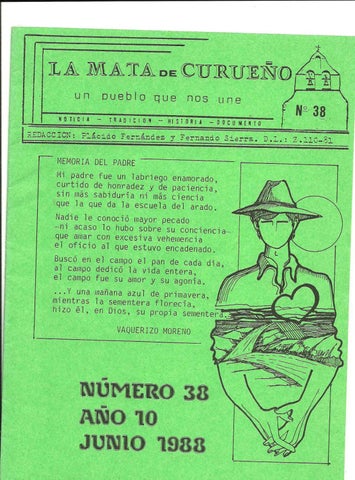 LA MATA DE CURUEÑO
un pueblo que nos une
Nº 38
NOTICIA - TRADICION - HISTORIA - DOCUMENTO
REDACCION: Plácido Fernández y Fernando Sierra. D.L.: Z.110-81
MEMORIA DEL PADRE
Mi padre fue un labriego enamorado,
curtido de honradez y de paciencia,
sin más sabiduría ni más ciencia
que la que da la escuela del arado.
Nadie le conoció mayor pecado
-ni acaso lo hubo sobre su conciencia-
que amar con excesiva vehemencia
el oficio al que estuvo encadenado.
Buscó en el campo el pan de cada día,
al campo dedicó la vida entera,
el campo fue su amor y su agonía.
...Y una mañana azul de primavera,
mientras la sementera florecía,
hizo él, en Dios, su propia sementera.
VAQUERIZO MORENO
NÚMERO 38
AÑO 10
JUNIO 1988